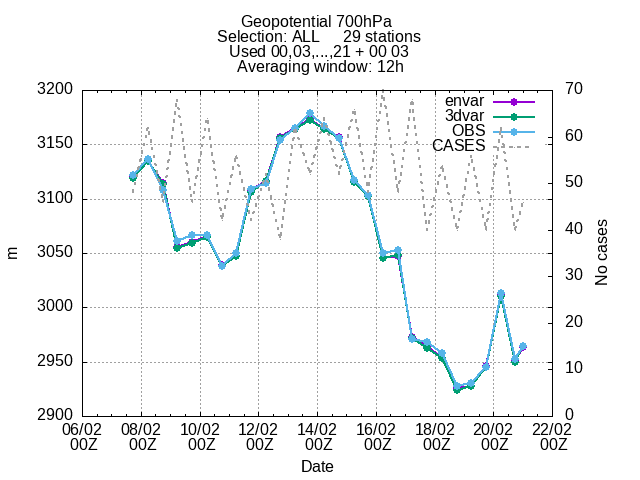 Geopotential 700hPa
Selection: ALL 29 stations
Used 00,03,...,21 + 00 03
Averaging window: 12h
3200
3150
3100
3050
3000
2950
2900
m
70
60
50
40
30
20
10
0
No cases
envar
3dvar
OBS
CASES
06/02 08/02 10/02 12/02 14/02 16/02 18/02 20/02 22/02
00Z 00Z 00Z 00Z 00Z 00Z 00Z 00Z 00Z
Date